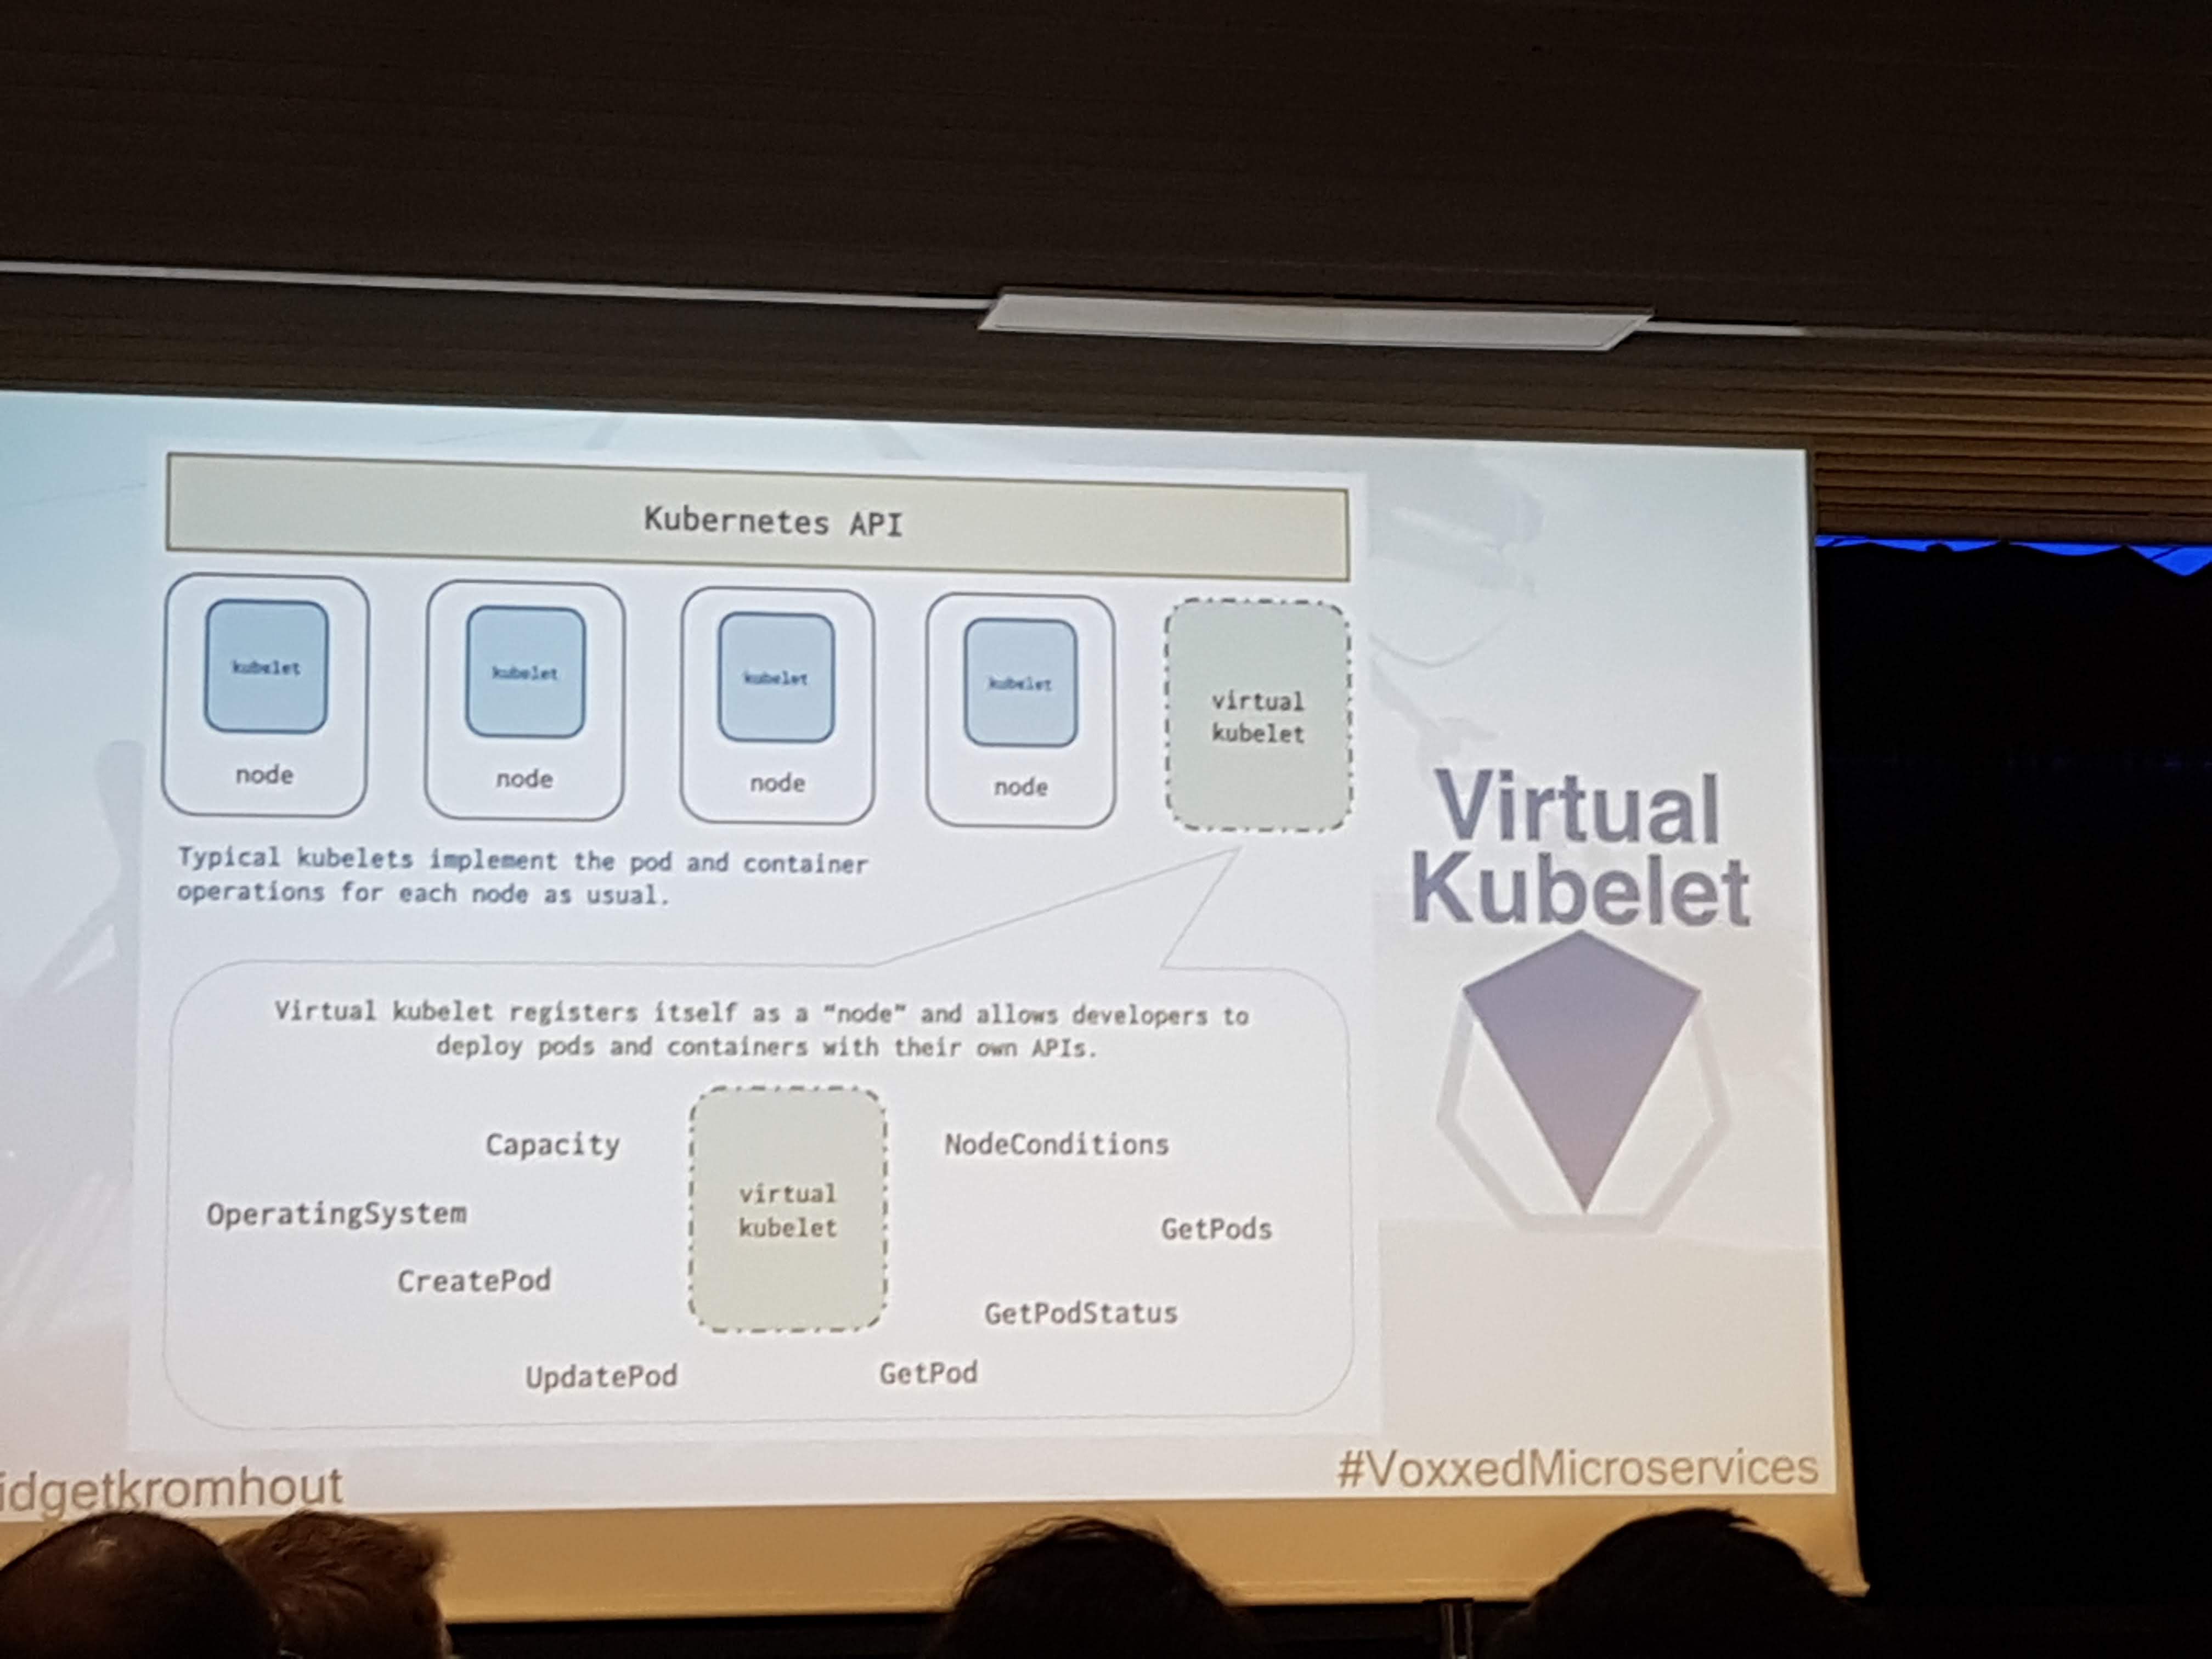 Kubernetes API
kubelet
kubelet
kubelet
kubelet
virtual
kubelet
node
node
node
node
Typical kubelets implement the pod and container
operations for each node as usual.
Virtual
Kubelet
Virtual kubelet registers itself as a “node” and allows developers to
deploy pods and containers with their own APIs.
Capacity
NodeConditions
virtual
kubelet
OperatingSystem
GetPods
CreatePod
GetPodStatus
UpdatePod
GetPod
idgetkromhout
#VoxxedMicroservices